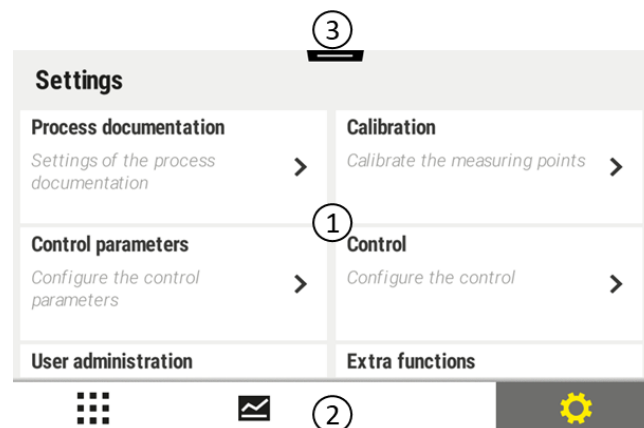 3
Settings
Process documentation
Settings of the process
documentation
Calibration
Calibrate the measuring points
1
Control parameters
Configure the control
parameters
Control
Configure the control
User administration
Extra functions
2